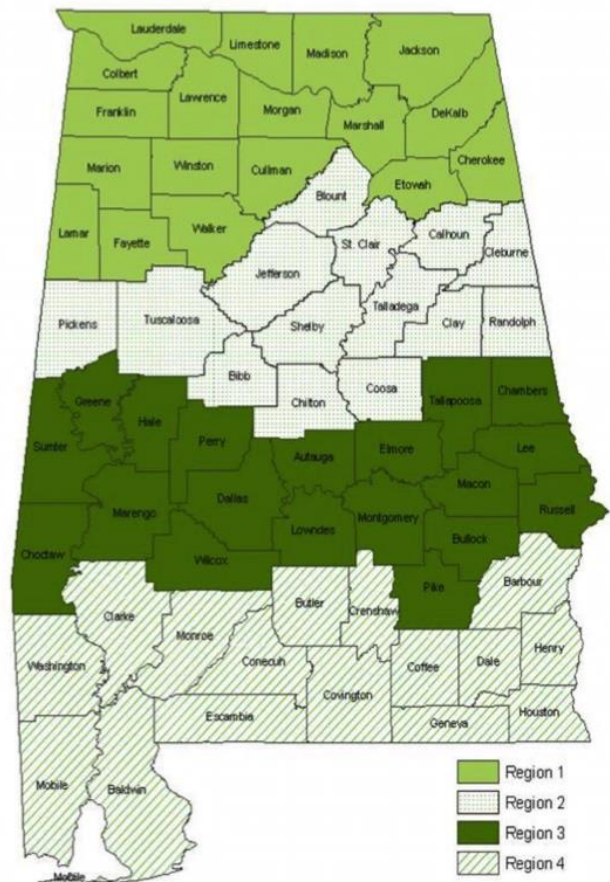 Lauderdale
Limestone
Madison
Jackson
Colbert
Lawrence
Franklin
Morgan
DeKalb
Marshall
Cherokee
Marion
Winston
Cullman
Etowah
Blount
Lamar
Fayette
Walker
St. Clair
Calhoun
Cleburne
Jefferson
Talladega
Pickens
Tuscaloosa
Shelby
Clay
Randolph
Bibb
Coosa
Chilton
Greene
Hale
Tallapoosa
Chambers
Sumter
Perry
Autauga
Elmore
Lee
Macon
Marengo
Dallas
Russell
Montgomery
Lowndes
Bullock
Choctaw
Wilcox
Pike
Barbour
Clarke
Butler
Crenshaw
Monroe
Washington
Conecuh
Coffee
Dale
Henry
Covington
Escambia
Geneva
Houston
Mobile
Baldwin
Mobile
Region 1
Region 2
Region 3
Region 4